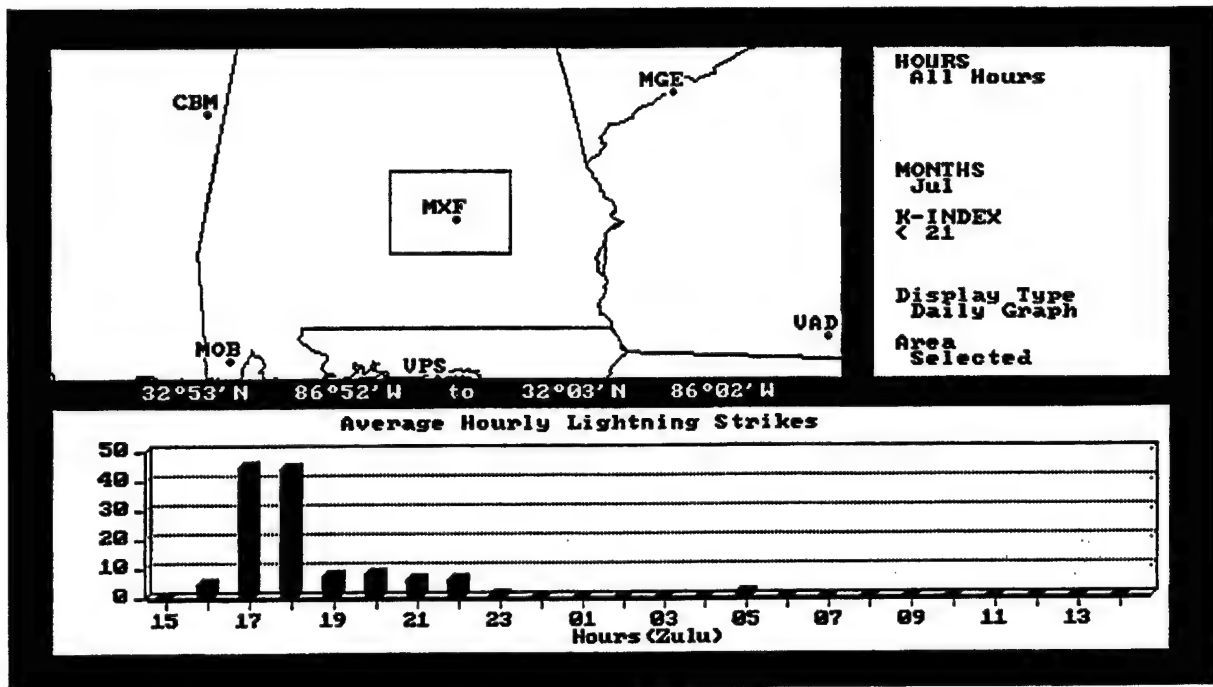 MGE
CBM
MXF
VAD
MOB
VPS
HOURS
All Hours
MONTHS
Jul
K-INDEX
< 21
Display Type
Daily Graph
Area
Selected
32°53'N 86°52'W to 32°03'N 86°02'W
Average Hourly Lightning Strikes
50
40
30
20
10
0
15 17 19 21 23 01 03 05 07 09 11 13
Hours(Zulu)